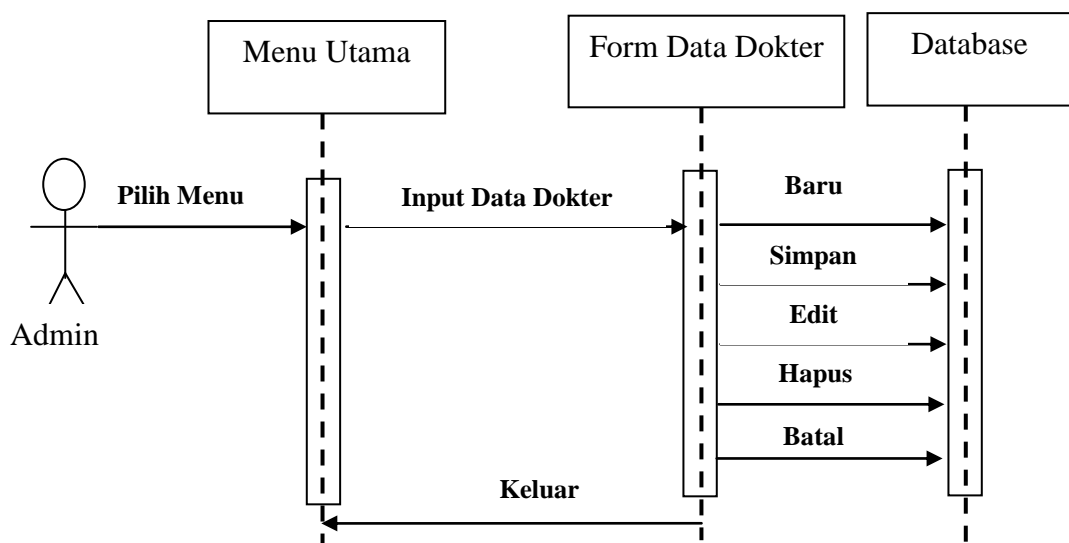 Menu Utama
Form Data Dokter
Database
Pilih Menu
Input Data Dokter
Baru
Simpan
Edit
Admin
Hapus
Batal
Keluar